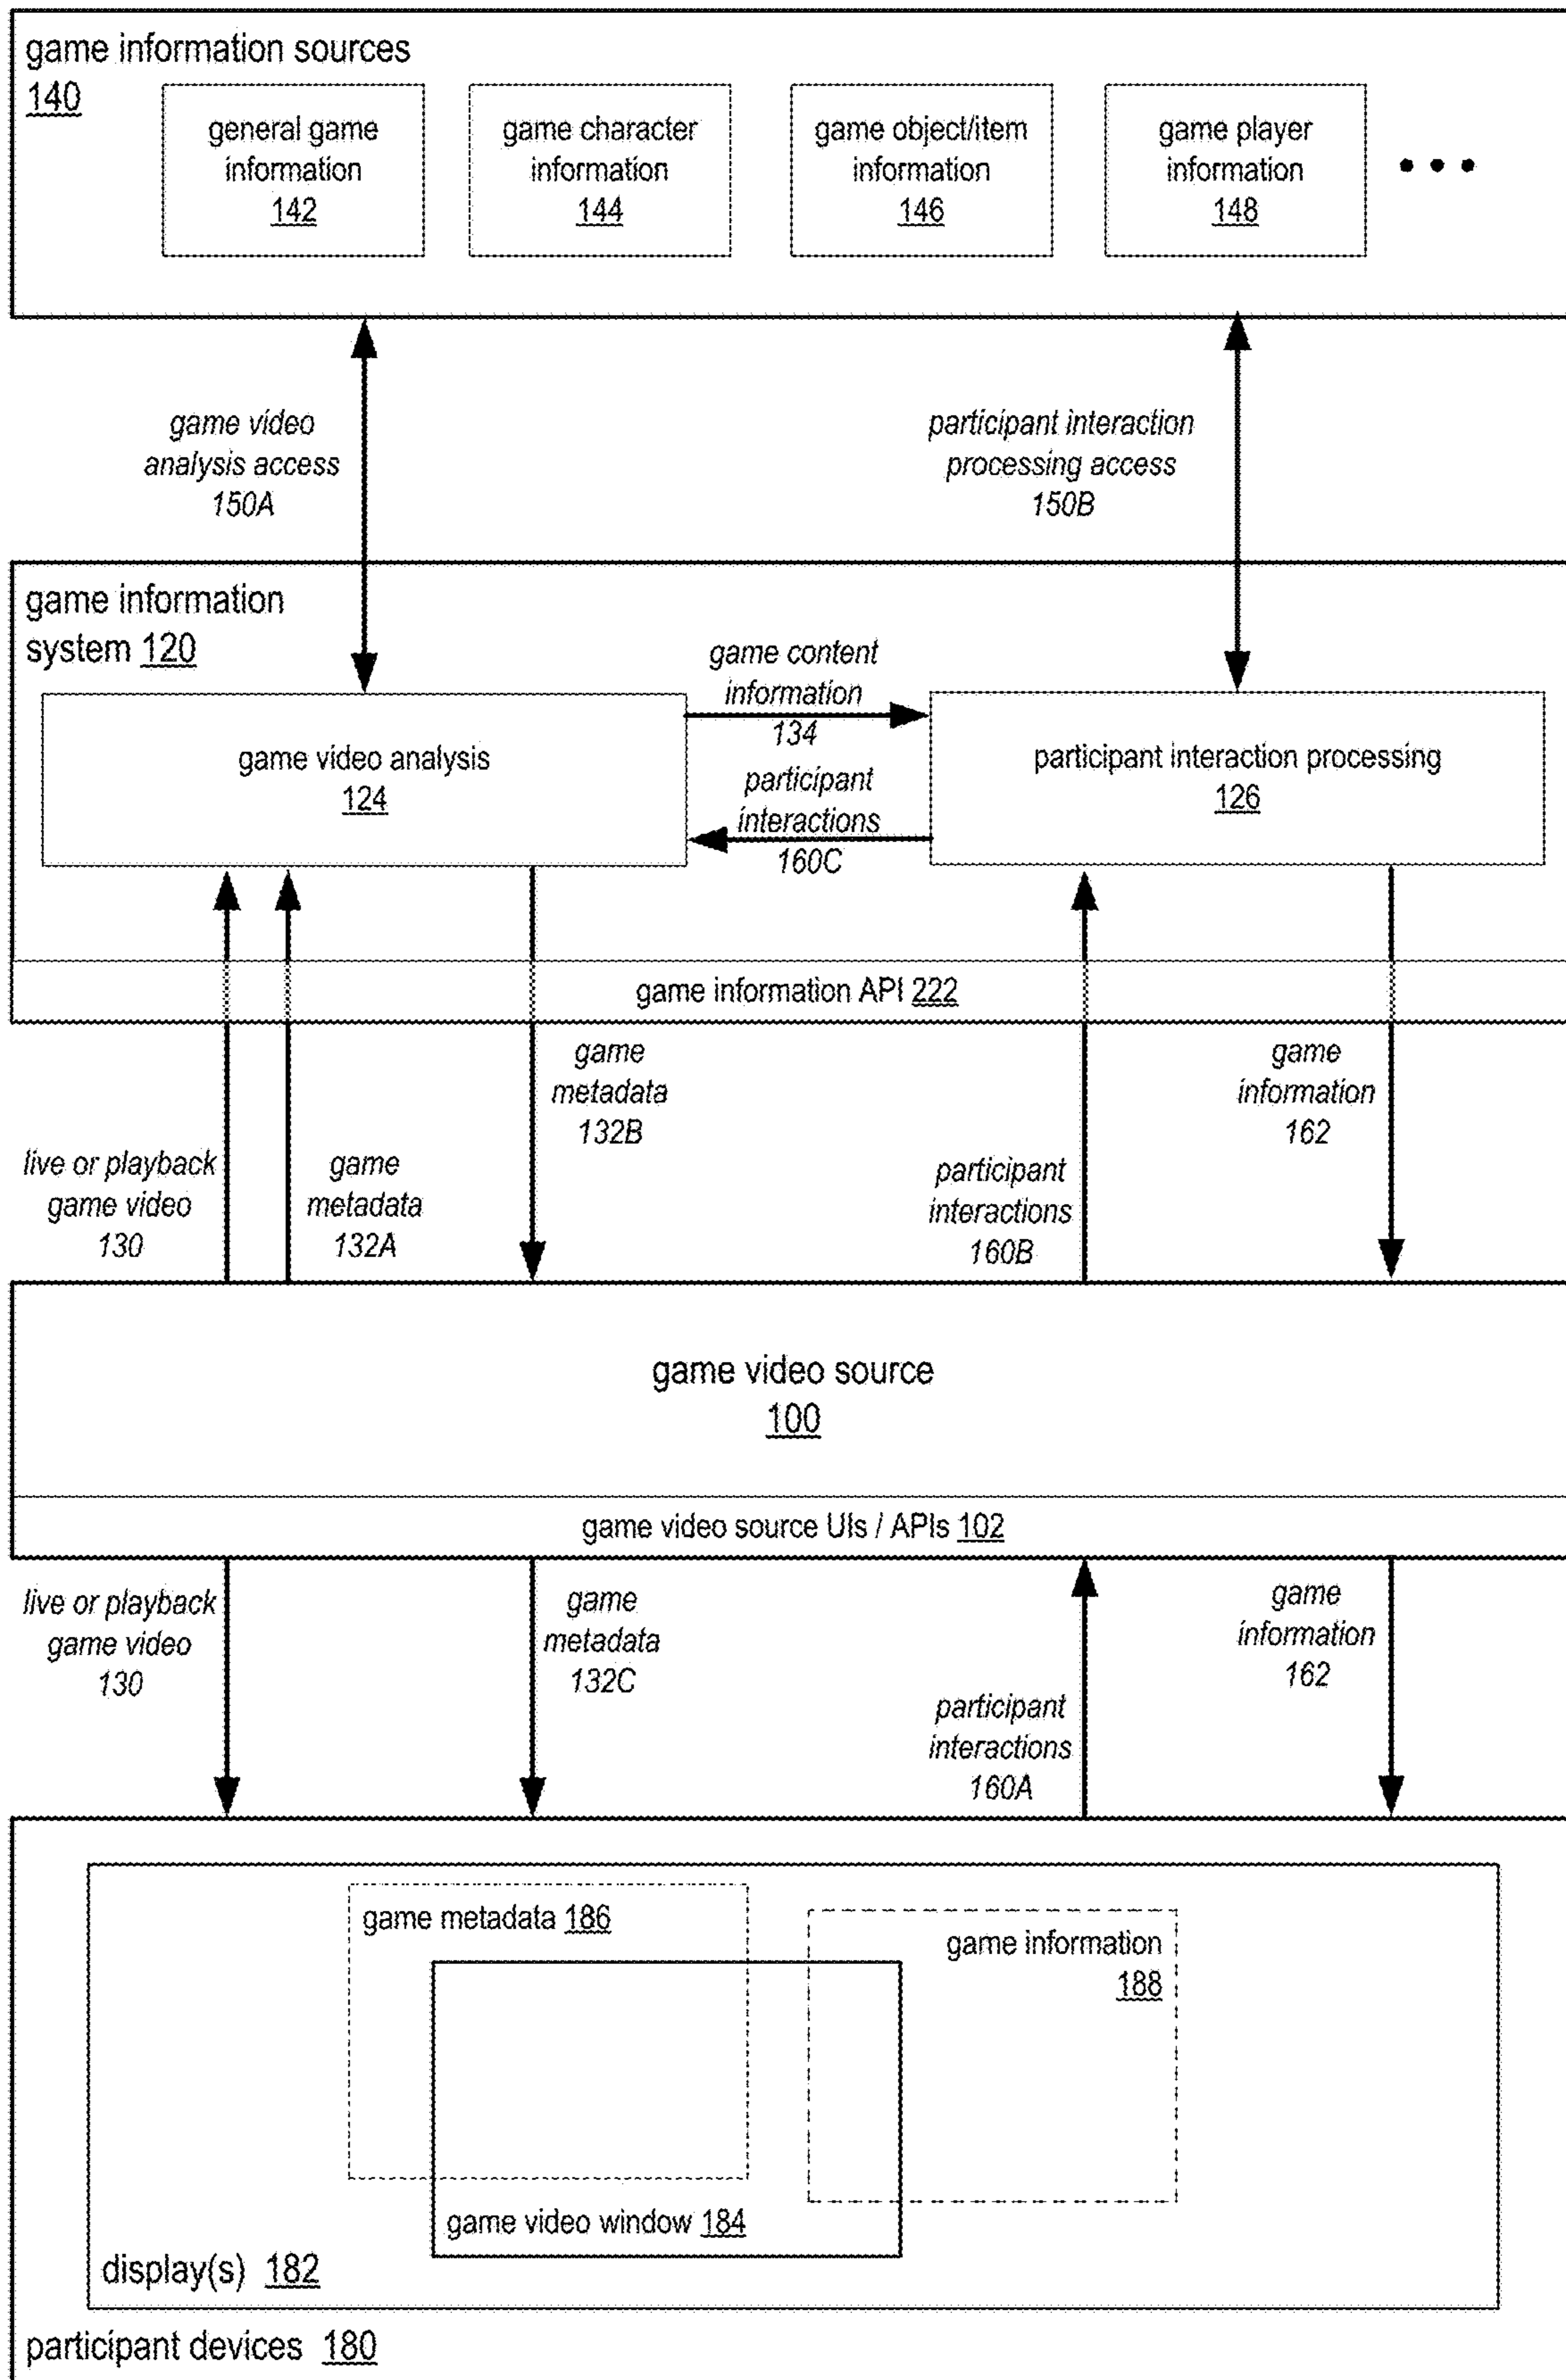 game information sources
140
general game
information
142
game character
information
144
game object/item
information
146
game player
information
148
game video
analysis access
150A
participant interaction
processing access
150B
game information
system 120
game content
information
134
game video analysis
124
participant interaction processing
126
participant
interactions
160C
game information API 222
game
metadata
132B
game
information
162
live or playback
game video
130
game
metadata
132A
participant
interactions
160B
game video source
100
game video source UIs / APIs 102
live or playback
game video
130
game
metadata
132C
game
information
162
participant
interactions
160A
game metadata 186
game information
188
game video window 184
display(s) 182
participant devices 180